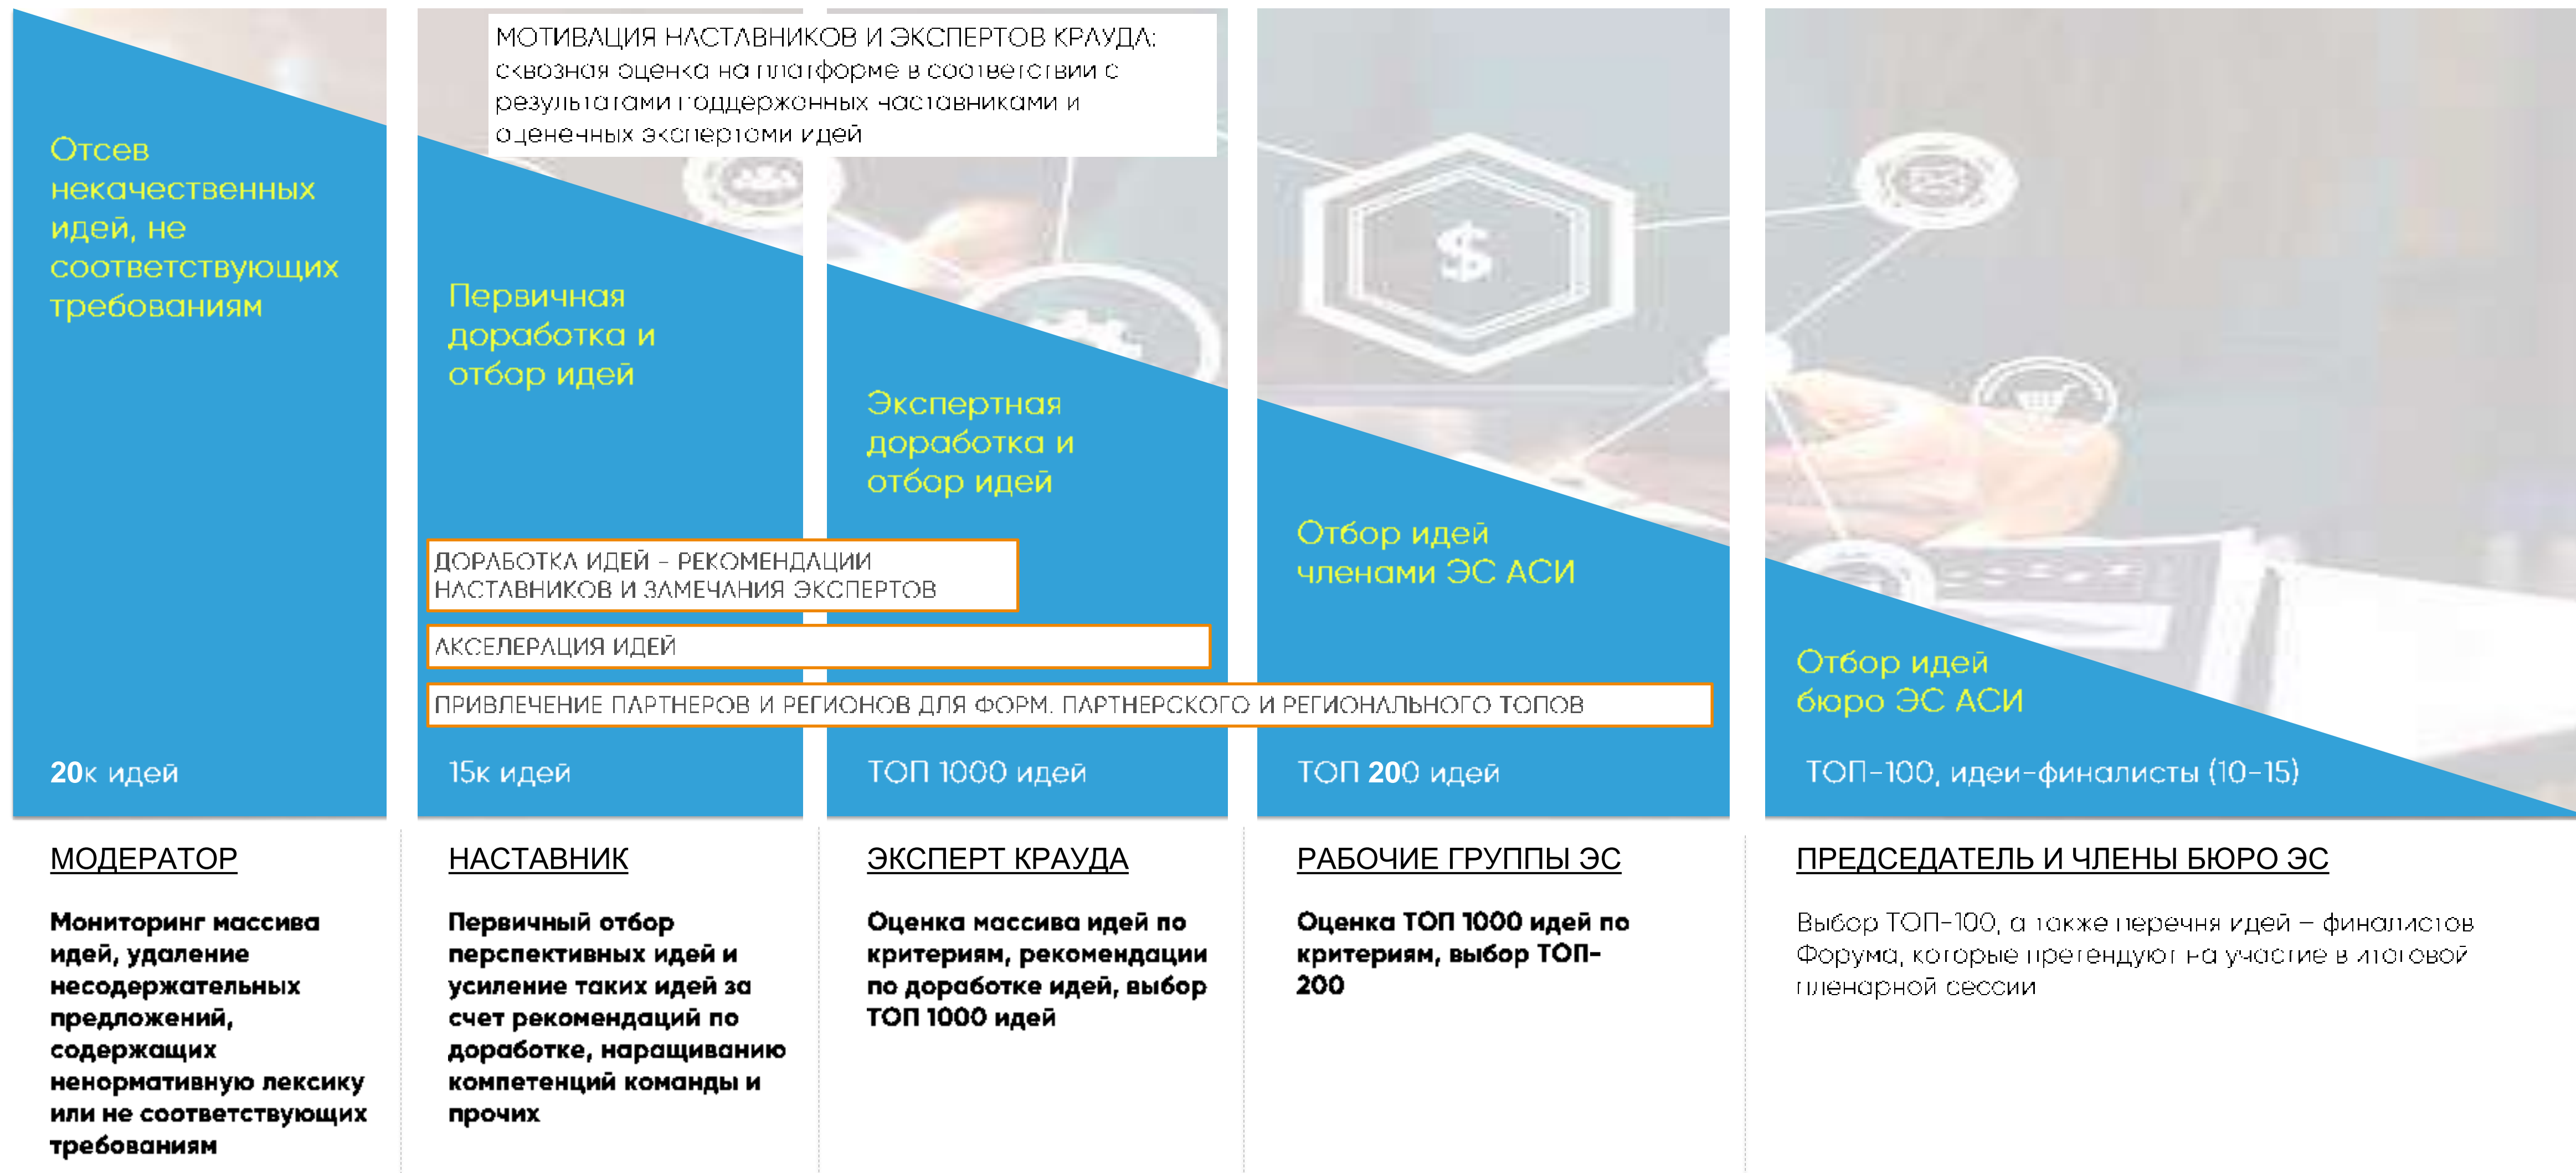 МОТИВАЦИЯ НАСТАВНИКОВ И ЭКСПЕРТОВ КРАУДА:
сквозная оценка на платформе в соответствии с
результатами поддержанных наставниками и
оцененных экспертами идей
Отсев
некачественных
идей, не
соответствующих
требованиям
Первичная
доработка и
отбор идей
Экспертная
доработка и
отбор идей
Отбор идей
членами ЭС АСИ
Отбор идей
бюро ЭС АСИ
ДОРАБОТКА ИДЕЙ – РЕКОМЕНДАЦИИ
НАСТАВНИКОВ И ЗАМЕЧАНИЯ ЭКСПЕРТОВ
АКСЕЛЕРАЦИЯ ИДЕЙ
ПРИВЛЕЧЕНИЕ ПАРТНЕРОВ И РЕГИОНОВ ДЛЯ ФОРМ. ПАРТНЕРСКОГО И РЕГИОНАЛЬНОГО ТОПОВ
20к идей
15к идей
ТОП 1000 идей
ТОП 200 идей
ТОП-100, идеи-финалисты (10-15)
МОДЕРАТОР
Мониторинг массива
идей, удаление
несодержательных
предложений,
содержащих
ненормативную лексику
или не соответствующих
требованиям
НАСТАВНИК
Первичный отбор
перспективных идей и
усиление таких идей за
счет рекомендаций по
доработке, наращиванию
компетенций команды и
прочих
ЭКСПЕРТ КРАУДА
Оценка массива идей по
критериям, рекомендации
по доработке идей, выбор
ТОП 1000 идей
РАБОЧИЕ ГРУППЫ ЭС
Оценка ТОП 1000 идей по
критериям, выбор ТОП-
200
ПРЕДСЕДАТЕЛЬ И ЧЛЕНЫ БЮРО ЭС
Выбор ТОП-100, а также перечня идей – финалистов
Форума, которые претендуют на участие в итоговой
пленарной сессии